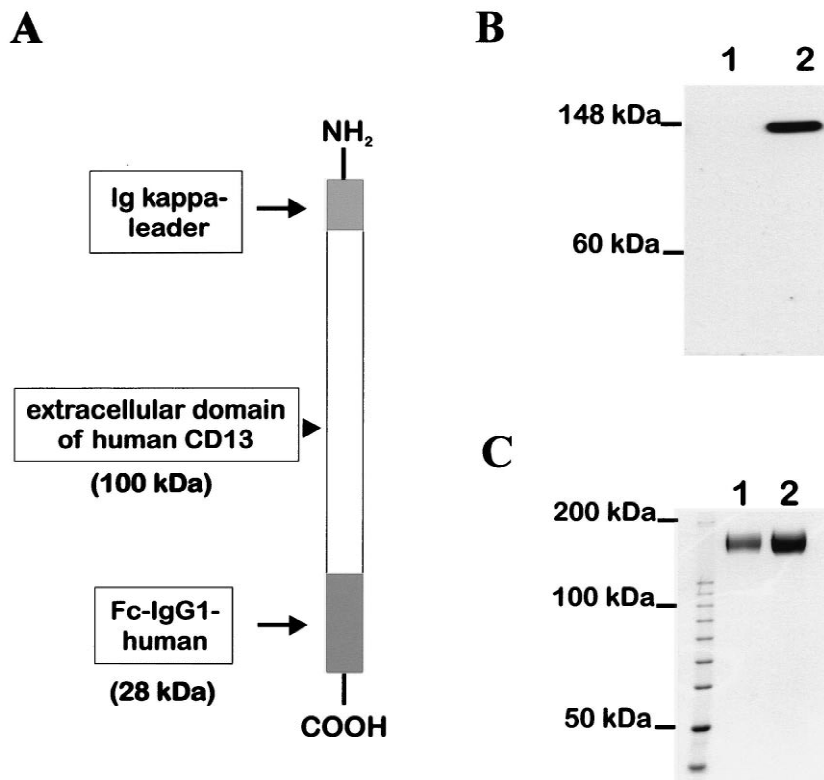 A
NH2
Ig kappa-
leader
extracellular domain
of human CD13
(100 kDa)
Fc-IgG1-
human
(28 kDa)
COOH
B
1 2
148 kDa
60 kDa
C
1 2
200 kDa
100 kDa
50 kDa